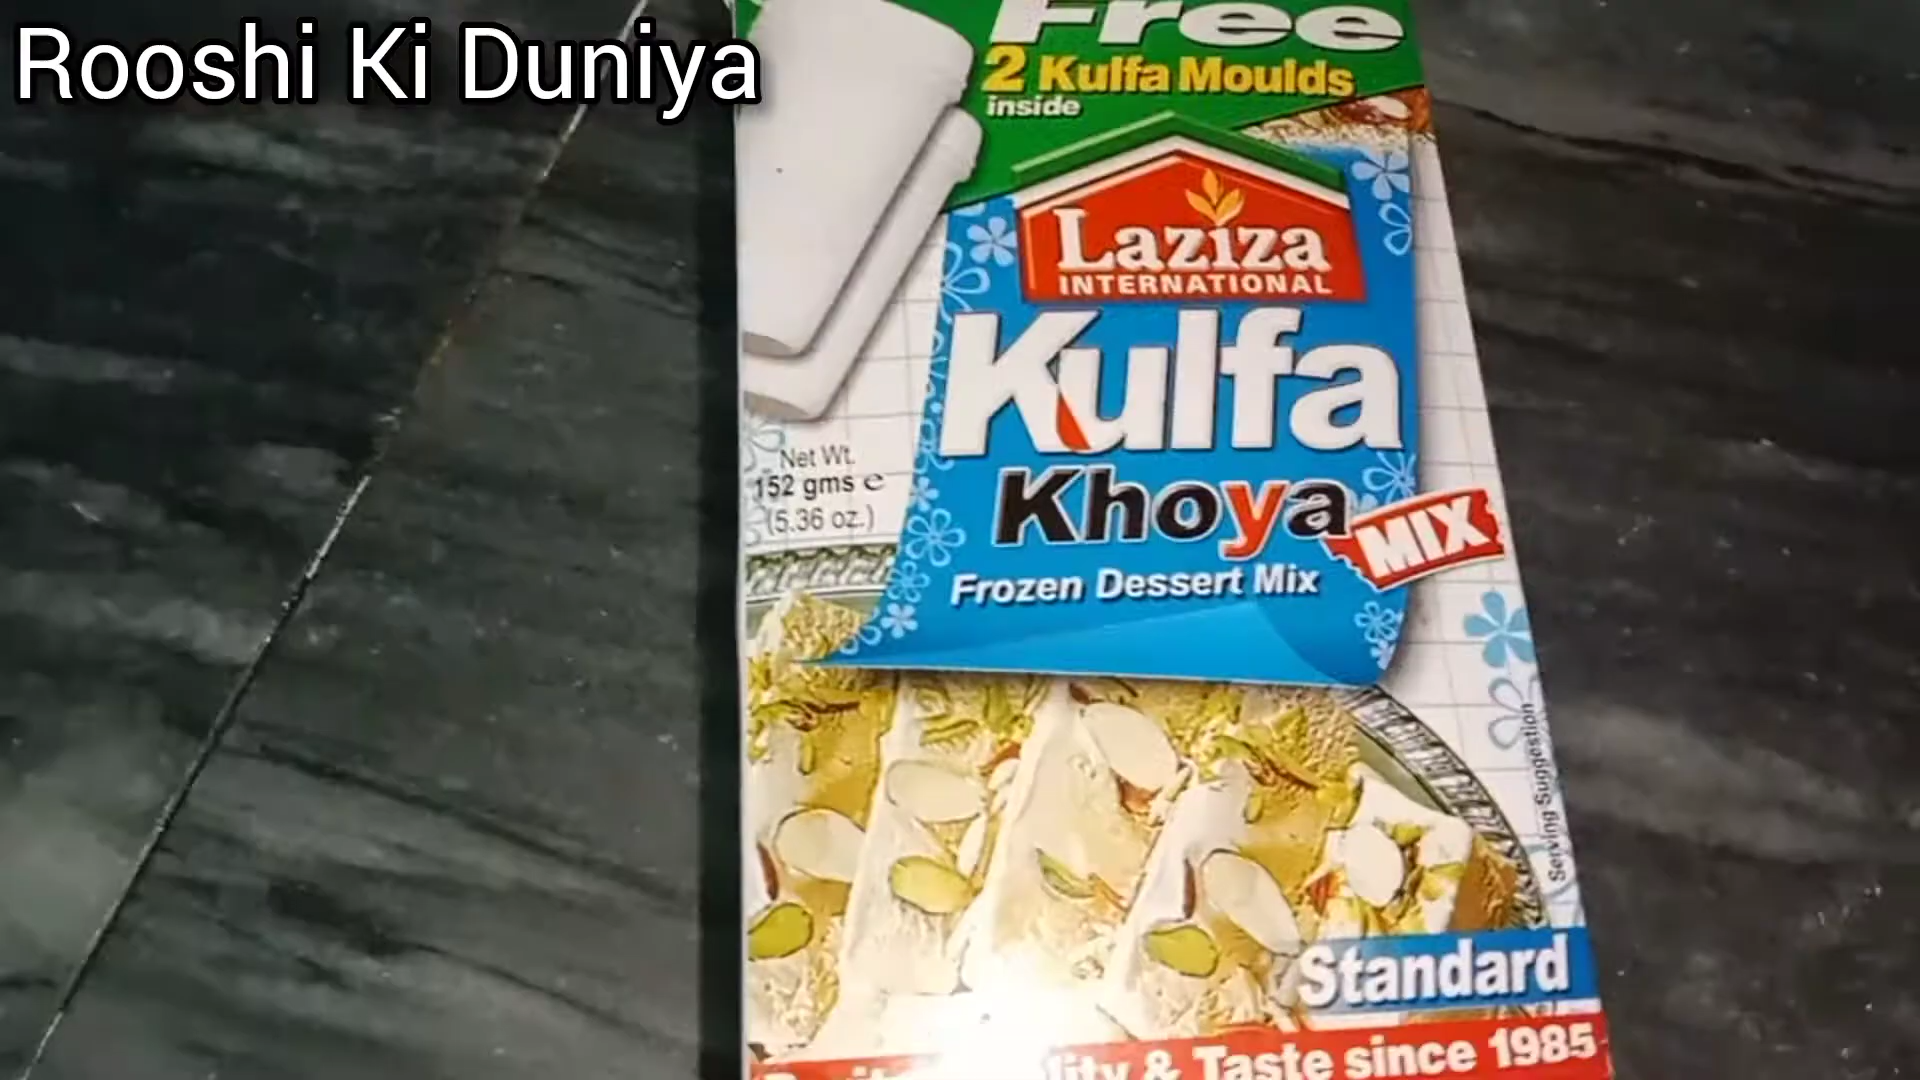 Rooshi Ki Duniya
Free
2 Kulfa Moulds
inside
Laziza
INTERNATIONAL
Kulfa
Khoya
MIX
Frozen Dessert Mix
Net Wt.
152 gms e
(5.36 oz.)
Serving Suggestion
Standard
& Taste since 1985